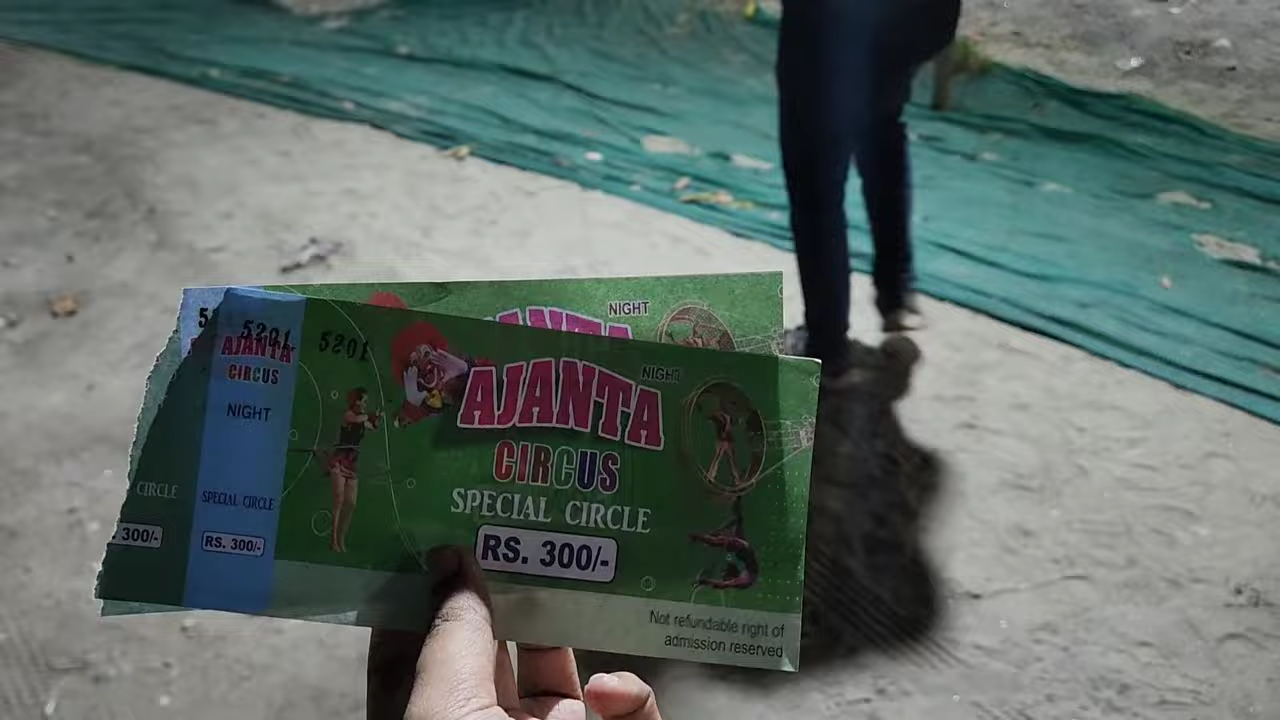 NIGHT
AJANTA
5201
AJANTA
CIRCUS
NIGHT
SPECIAL CIRCLE
RS. 300/-
CIRCLE
300/-
5201
NIGHT
AJANTA
CIRCUS
SPECIAL CIRCLE
RS. 300/-
Not refundable right of
admission reserved